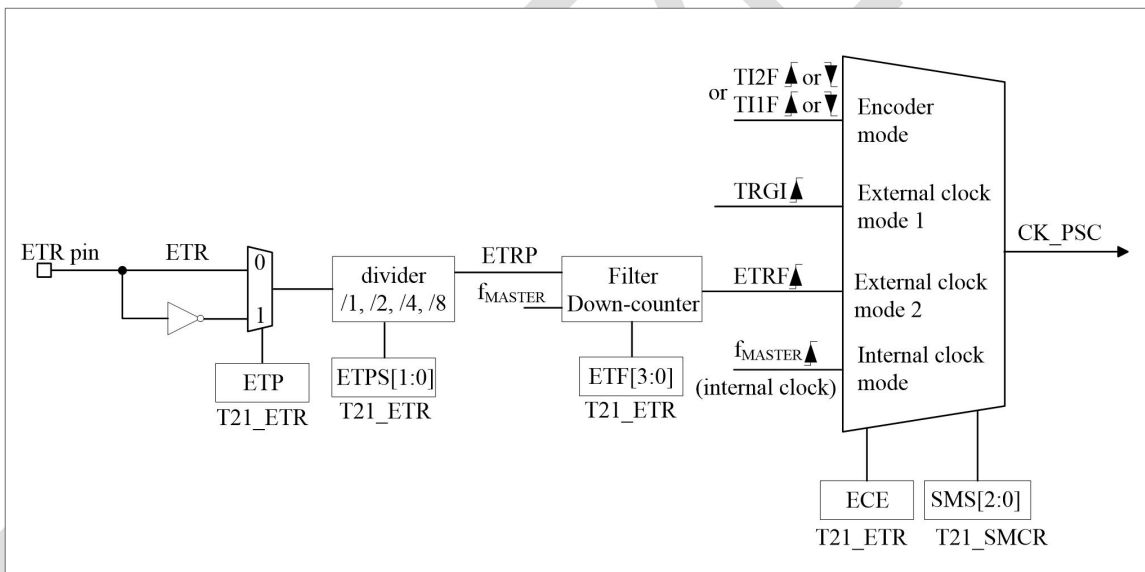 TI2F or
or TI1F or
Encoder mode
TRGI
External clock mode 1
CK_PSC
ETR pin
ETR
0
1
divider
/1, /2, /4, /8
ETRP
fMASTER
Filter
Down-counter
ETRF
External clock mode 2
fMASTER
(internal clock)
Internal clock mode
ETP
T21_ETR
ETPS[1:0]
T21_ETR
ETF[3:0]
T21_ETR
ECE
T21_ETR
SMS[2:0]
T21_SMCR